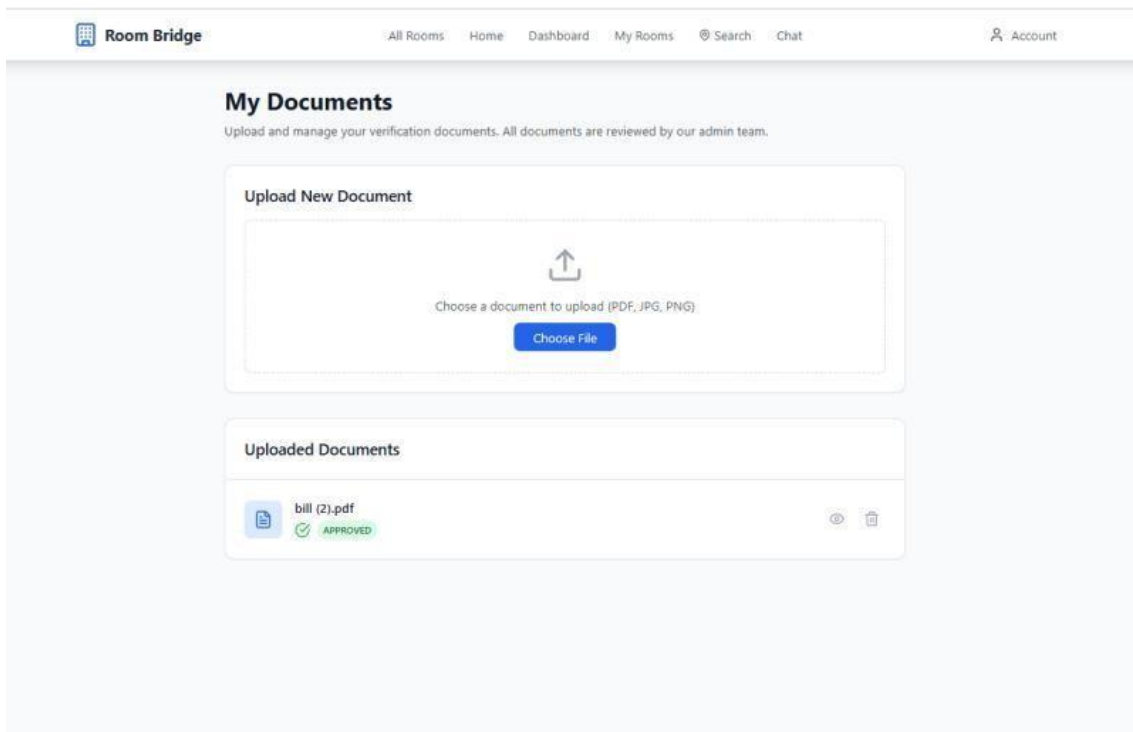 Room Bridge
All Rooms Home Dashboard My Rooms Search Chat
Account
My Documents
Upload and manage your verification documents. All documents are reviewed by our admin team.
Upload New Document
Choose a document to upload (PDF, JPG, PNG)
Choose File
Uploaded Documents
bill (2).pdf
APPROVED